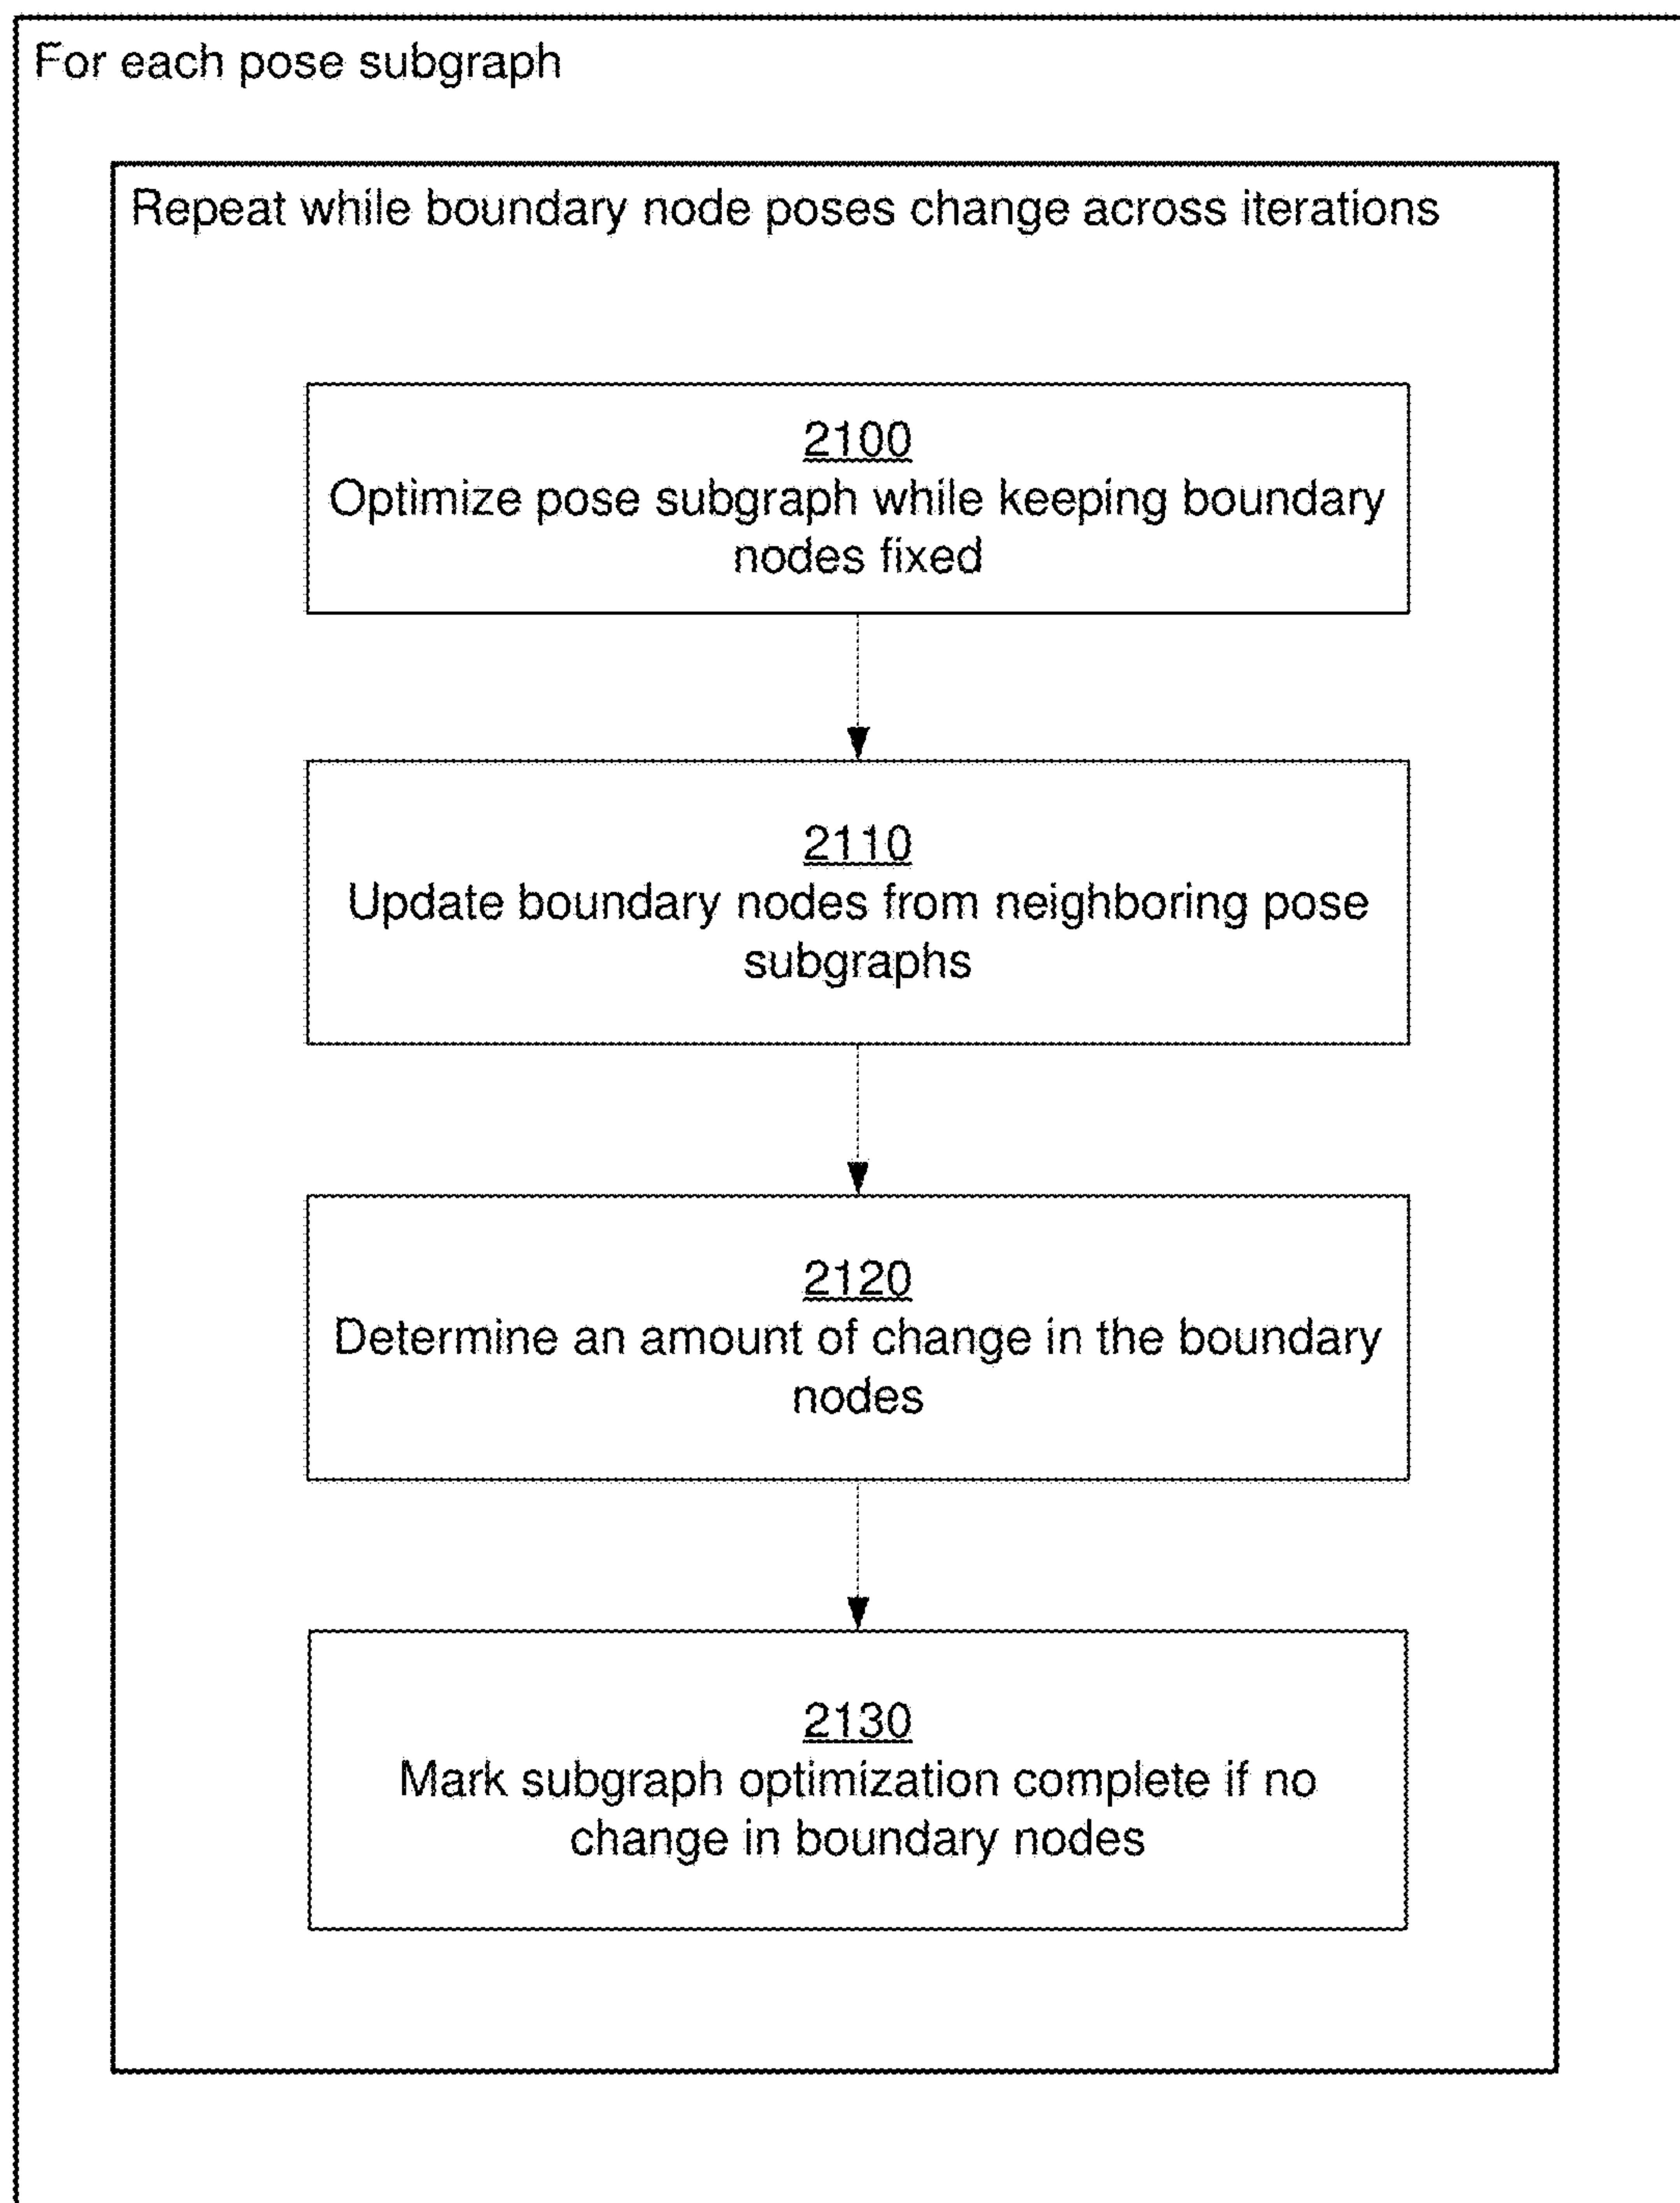 For each pose subgraph
Repeat while boundary node poses change across iterations
2100
Optimize pose subgraph while keeping boundary
nodes fixed
2110
Update boundary nodes from neighboring pose
subgraphs
2120
Determine an amount of change in the boundary
nodes
2130
Mark subgraph optimization complete if no
change in boundary nodes